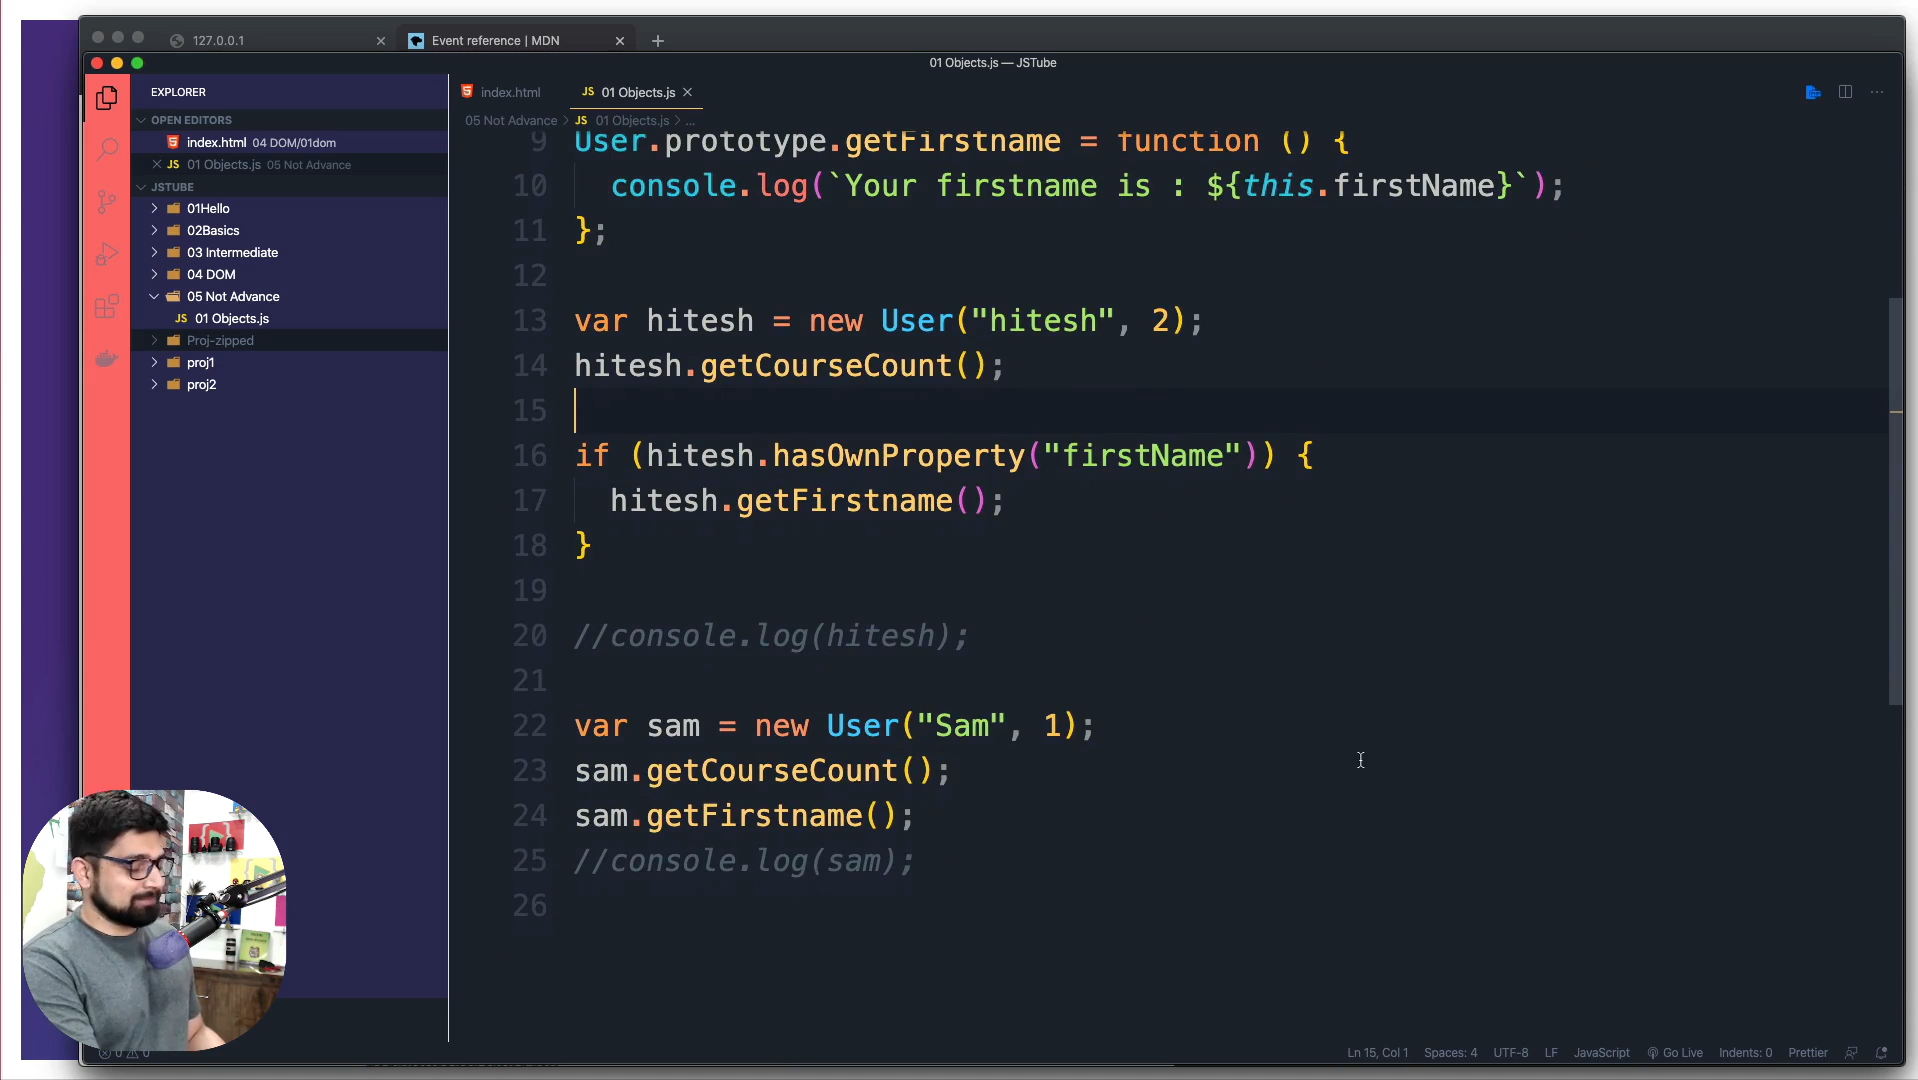 127.0.0.1
Event reference | MDN
01 Objects.js — JSTube
EXPLORER
OPEN EDITORS
index.html 04 DOM/01dom
JS 01 Objects.js 05 Not Advance
JSTUBE
01Hello
02Basics
03 Intermediate
04 DOM
05 Not Advance
JS 01 Objects.js
Proj-zipped
proj1
proj2
index.html
JS 01 Objects.js
05 Not Advance > JS 01 Objects.js > ...
9 User.prototype.getFirstname = function () {
10 console.log(`Your firstname is : ${this.firstName}`);
11 };
12
13 var hitesh = new User("hitesh", 2);
14 hitesh.getCourseCount();
15
16 if (hitesh.hasOwnProperty("firstName")) {
17 hitesh.getFirstname();
18 }
19
20 //console.log(hitesh);
21
22 var sam = new User("Sam", 1);
23 sam.getCourseCount();
24 sam.getFirstname();
25 //console.log(sam);
26
0 0
Ln 15, Col 1 Spaces: 4 UTF-8 LF JavaScript Go Live Indents: 0 Prettier